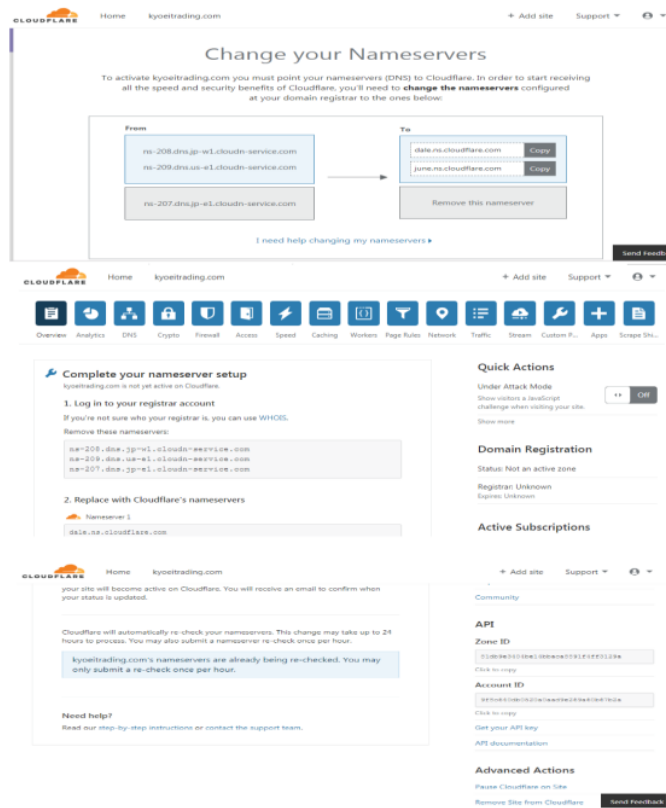 CLOUDFLARE
Home kyoeitrading.com + Add site Support
Change your Nameservers
To activate kyoeitrading.com you must point your nameservers (DNS) to Cloudflare. In order to start receiving
all the speed and security benefits of Cloudflare, you'll need to change the nameservers configured
at your domain registrar to the ones below:
From
To
ns-208.dns.jp-w1.cloudn-service.com
ns-209.dns.us-e1.cloudn-service.com
ns-207.dns.jp-e1.cloudn-service.com
dale.ns.cloudflare.com Copy
june.ns.cloudflare.com Copy
Remove this nameserver
I need help changing my nameservers
Send Feedb
CLOUDFLARE
Home kyoeitrading.com + Add site Support
Overview Analytics DNS Crypto Firewall Access Speed Caching Workers Page Rules Network Traffic Stream Custom P... Apps Scrape Shi...
Complete your nameserver setup
kyoeitrading.com is not yet active on Cloudflare.
1. Log in to your registrar account
If you're not sure who your registrar is, you can use WHOIS.
Remove these nameservers:
ns-208.dns.jp-w1.cloudn-service.com
ns-209.dns.us-e1.cloudn-service.com
ns-207.dns.jp-e1.cloudn-service.com
2. Replace with Cloudflare's nameservers
Nameserver 1
dale.ns.cloudflare.com
Quick Actions
Under Attack Mode
Show visitors a JavaScript
challenge when visiting your site.
Off
Show more
Domain Registration
Status: Not an active zone
Registrar: Unknown
Expires: Unknown
Active Subscriptions
CLOUDFLARE
Home kyoeitrading.com + Add site Support
your site will become active on Cloudflare. You will receive an email to confirm when
your status is updated.
Cloudflare will automatically re-check your nameservers. This change may take up to 24
hours to process. You may also submit a nameserver re-check once per hour.
kyoeitrading.com's nameservers are already being re-checked. You may
only submit a re-check once per hour.
Need help?
Read our step-by-step instructions or contact the support team.
Community
API
Zone ID
Click to copy
Account ID
Click to copy
Get your API key
API documentation
Advanced Actions
Pause Cloudflare on Site
Remove Site from Cloudflare
Send Feedback